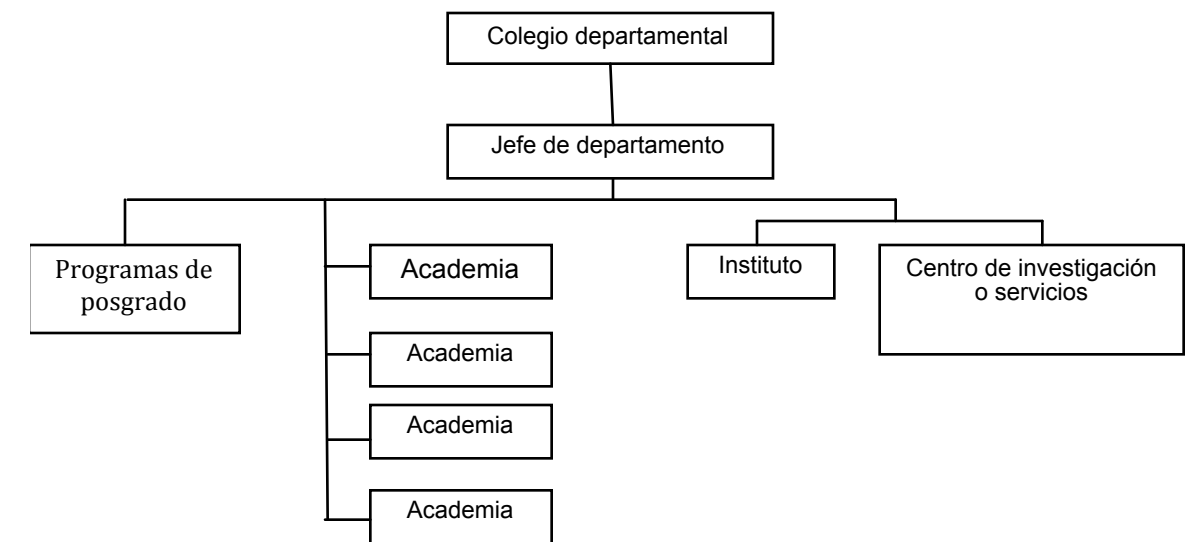 Colegio departamental
Jefe de departamento
Programas de
posgrado
Academia
Academia
Academia
Academia
Instituto
Centro de investigación
o servicios